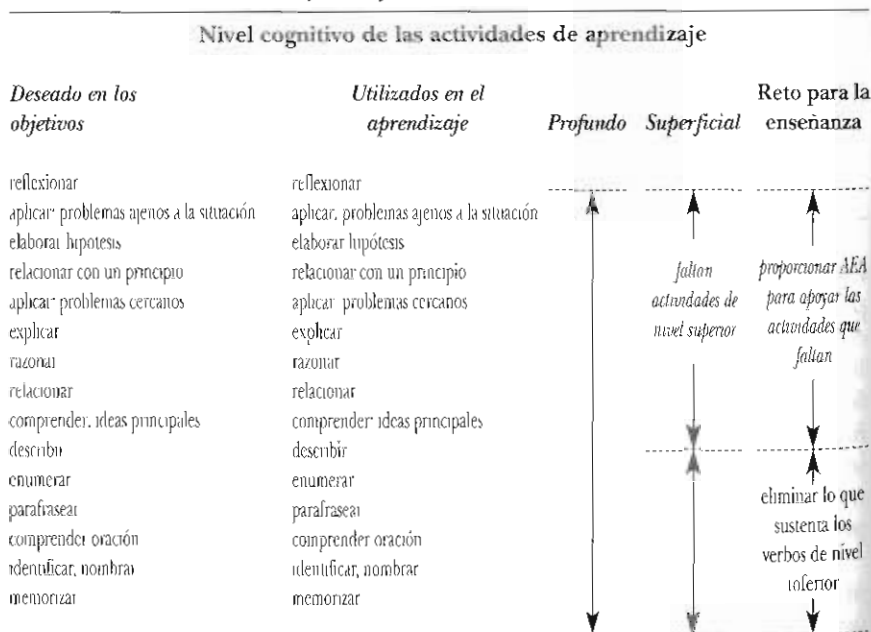 Nivel cognitivo de las actividades de aprendizaje
Deseado en los objetivos
Utilizados en el aprendizaje
Profundo
Superficial
Reto para la enseñanza
reflexionar
reflexionar
aplicar: problemas ajenos a la situación
aplicar: problemas ajenos a la situación
elaborar hipótesis
elaborar hipótesis
relacionar con un principio
relacionar con un principio
aplicar: problemas cercanos
aplicar: problemas cercanos
explicar
explicar
razonar
razonar
relacionar
relacionar
comprender: ideas principales
comprender: ideas principales
describir
describir
enumerar
enumerar
parafrasear
parafrasear
comprender oración
comprender oración
identificar, nombrar
identificar, nombrar
memorizar
memorizar
faltan
actividades de
nivel superior
proporcionar AEA
para apoyar las
actividades que
faltan
eliminar lo que
sustenta los
verbos de nivel
inferior